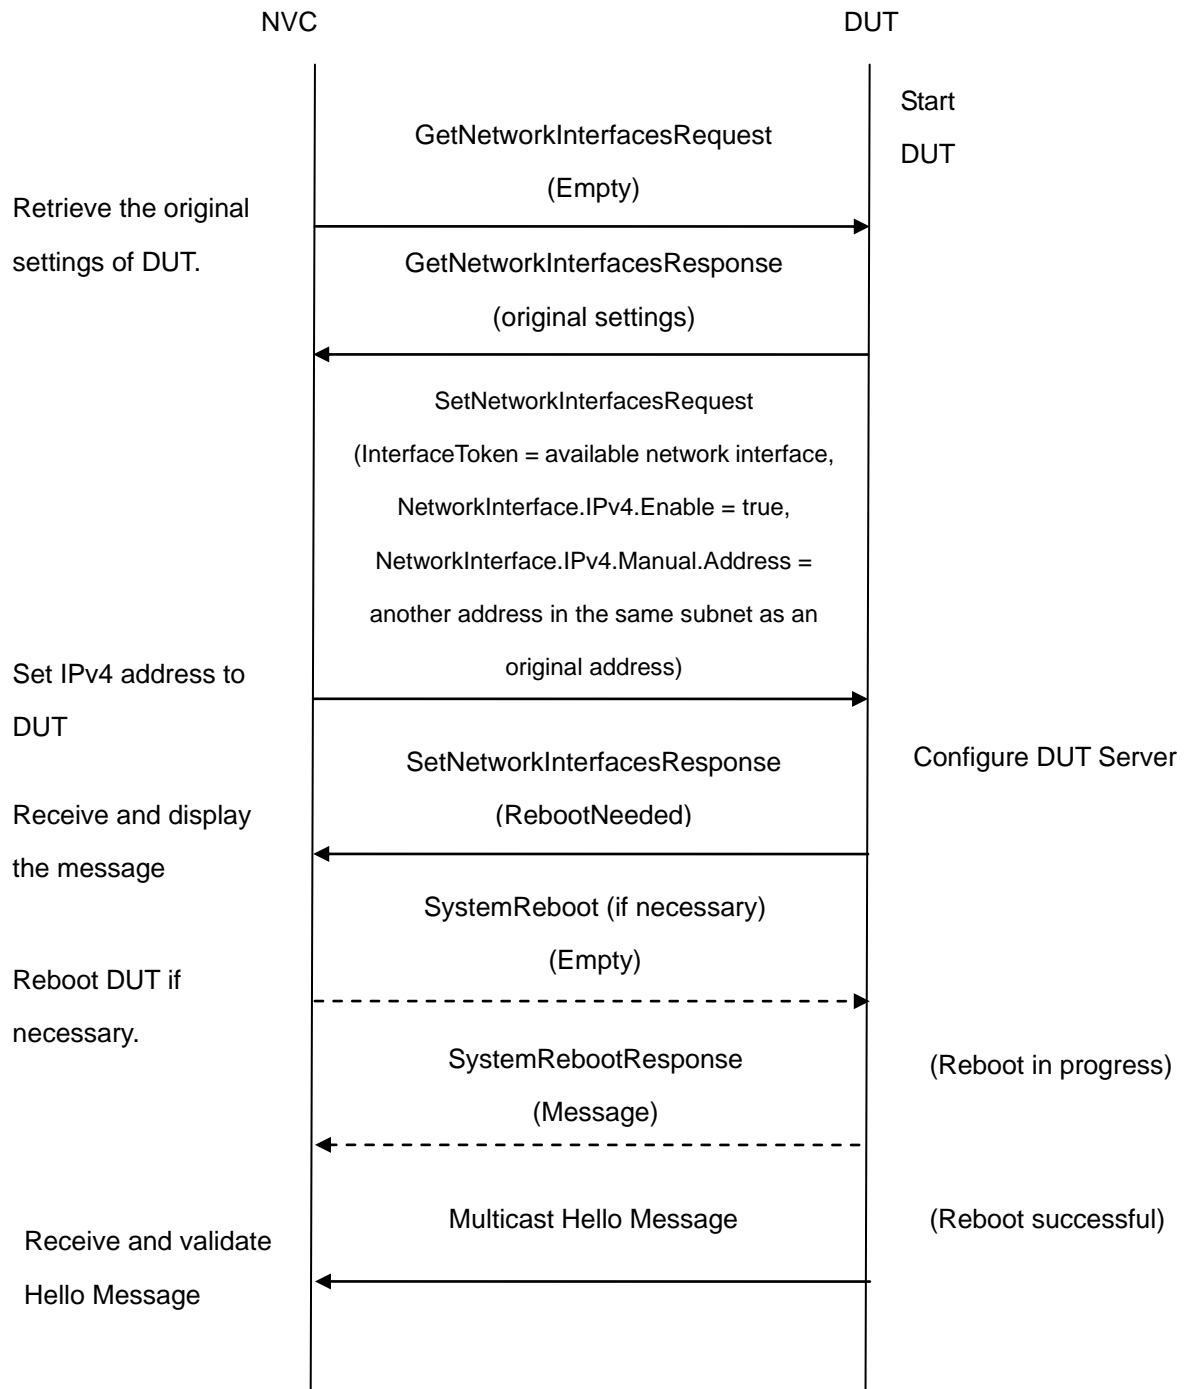 NVC
DUT
Start
DUT
GetNetworkInterfacesRequest
(Empty)
Retrieve the original
settings of DUT.
GetNetworkInterfacesResponse
(original settings)
SetNetworkInterfacesRequest
(InterfaceToken = available network interface,
NetworkInterface.IPv4.Enable = true,
NetworkInterface.IPv4.Manual.Address =
another address in the same subnet as an
original address)
Set IPv4 address to
DUT
Configure DUT Server
SetNetworkInterfacesResponse
(RebootNeeded)
Receive and display
the message
SystemReboot (if necessary)
(Empty)
Reboot DUT if
necessary.
SystemRebootResponse
(Message)
(Reboot in progress)
Multicast Hello Message
(Reboot successful)
Receive and validate
Hello Message